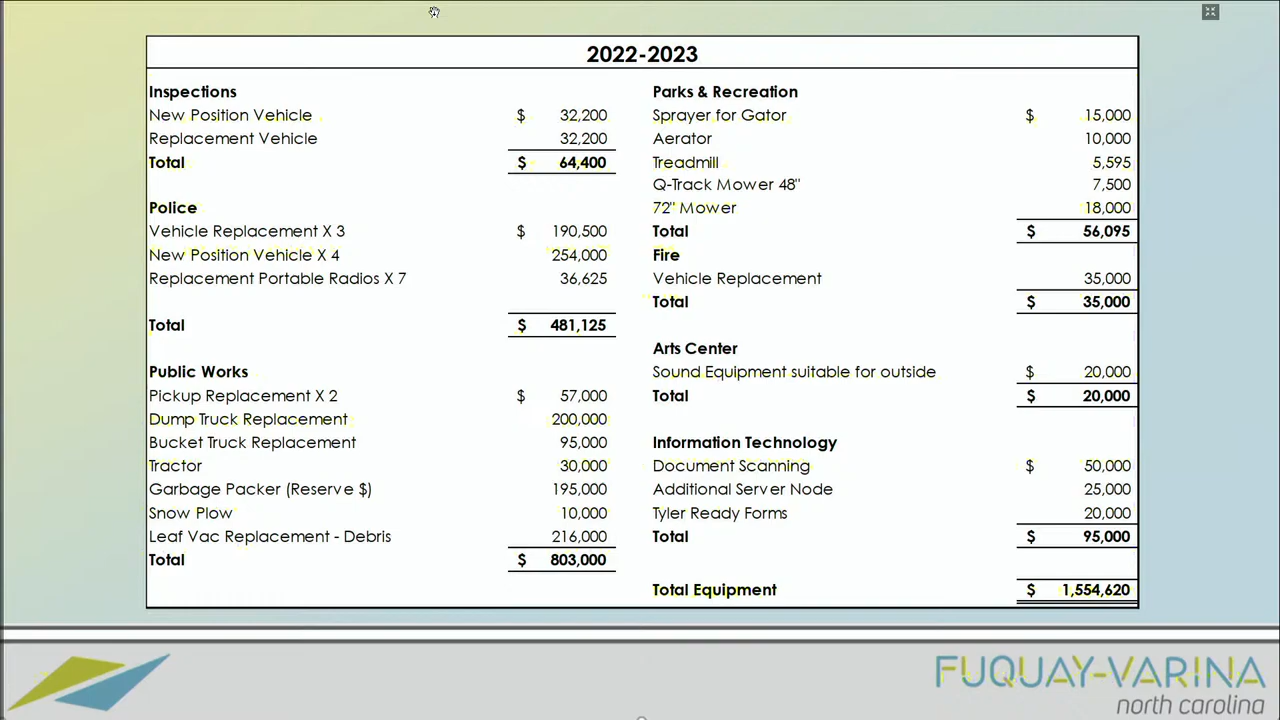 2022-2023
Inspections
New Position Vehicle $ 32,200
Replacement Vehicle 32,200
Total $ 64,400
Police
Vehicle Replacement X 3 $ 190,500
New Position Vehicle X 4 254,000
Replacement Portable Radios X 7 36,625
Total $ 481,125
Public Works
Pickup Replacement X 2 $ 57,000
Dump Truck Replacement 200,000
Bucket Truck Replacement 95,000
Tractor 30,000
Garbage Packer (Reserve $) 195,000
Snow Plow 10,000
Leaf Vac Replacement - Debris 216,000
Total $ 803,000
Parks & Recreation
Sprayer for Gator $ 15,000
Aerator 10,000
Treadmill 5,595
Q-Track Mower 48" 7,500
72" Mower 18,000
Total $ 56,095
Fire
Vehicle Replacement 35,000
Total $ 35,000
Arts Center
Sound Equipment suitable for outside $ 20,000
Total $ 20,000
Information Technology
Document Scanning $ 50,000
Additional Server Node 25,000
Tyler Ready Forms 20,000
Total $ 95,000
Total Equipment $ 1,554,620
FUQUAY-VARINA
north carolina